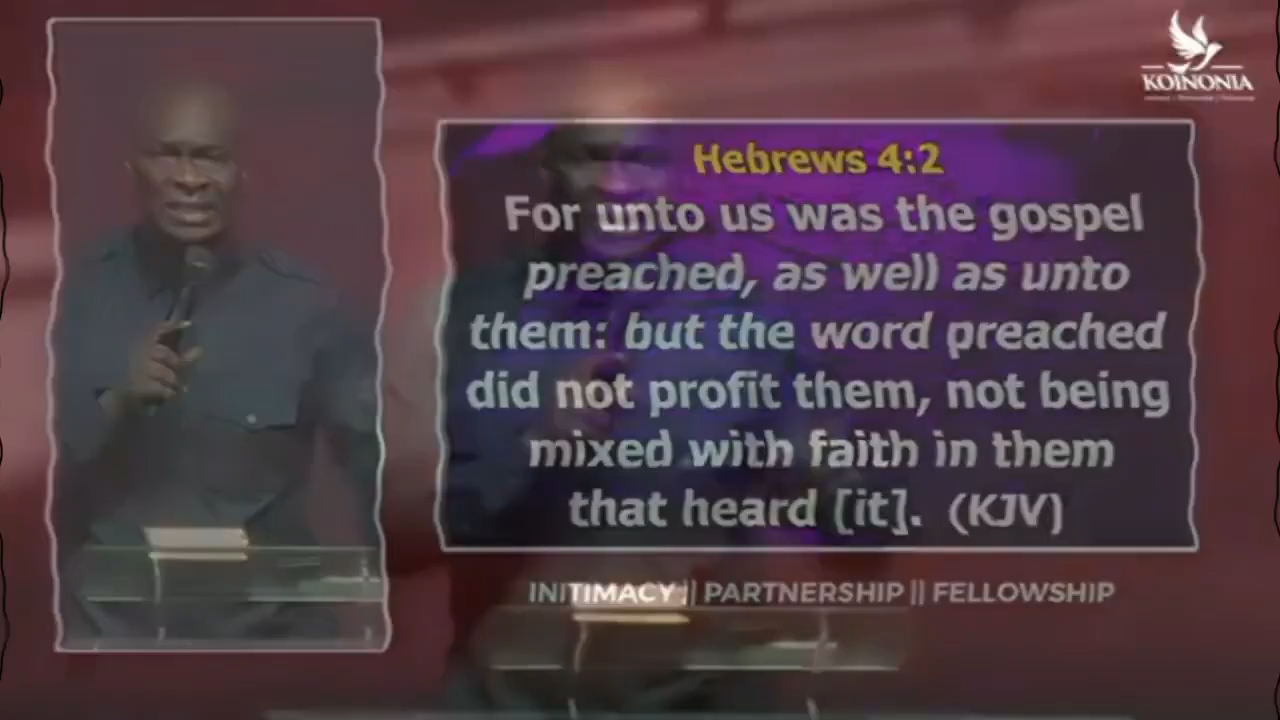 KOINONIA
Hebrews 4:2
For unto us was the gospel
preached, as well as unto
them: but the word preached
did not profit them, not being
mixed with faith in them
that heard [it]. (KJV)
INITIMACY || PARTNERSHIP || FELLOWSHIP